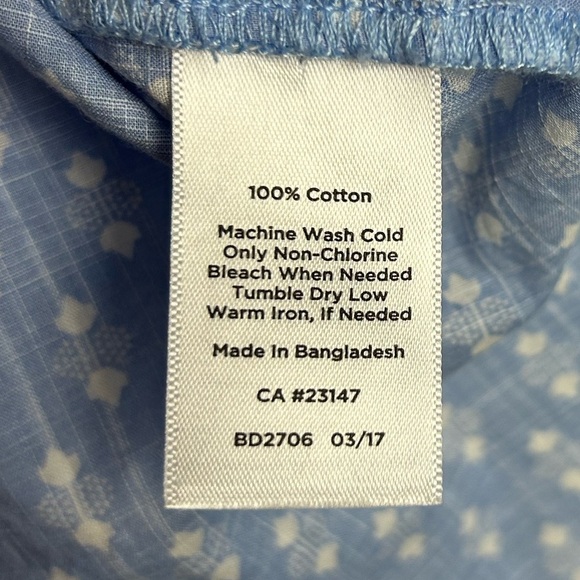 100% Cotton
Machine Wash Cold
Only Non-Chlorine
Bleach When Needed
Tumble Dry Low
Warm Iron, If Needed
Made In Bangladesh
CA #23147
BD2706 03/17